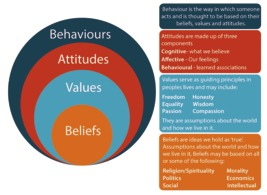 Behaviours
Attitudes
Values
Beliefs
Behaviour is the way in which someone
acts and is thought to be based on their
beliefs, values and attitudes.
Attitudes are made up of three
components
Cognitive - what we believe
Affective - Our feelings
Behavioural - learned associations
Values serve as guiding principles in
peoples lives and may include:
Freedom Honesty
Equality Wisdom
Passion Compassion
They are assumptions about the world
and how we live in it.
Beliefs are ideas we hold as true!
Assumptions about the world and how
we live in it. Beliefs may be based on all
or some of the following:
Religion/Spirituality Morality
Politics Economics
Social Intellectual